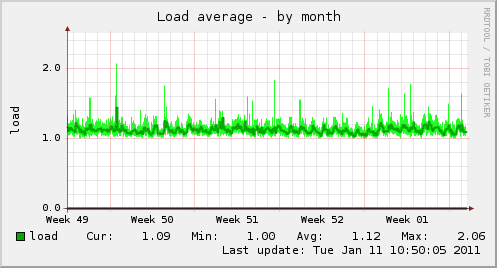 Load average - by month
RRDTOOL / TOBI OETIKER
load
2.0
1.0
0.0
Week 49 Week 50 Week 51 Week 52 Week 01
load Cur: 1.09 Min: 1.00 Avg: 1.12 Max: 2.06
Last update: Tue Jan 11 10:50:05 2011